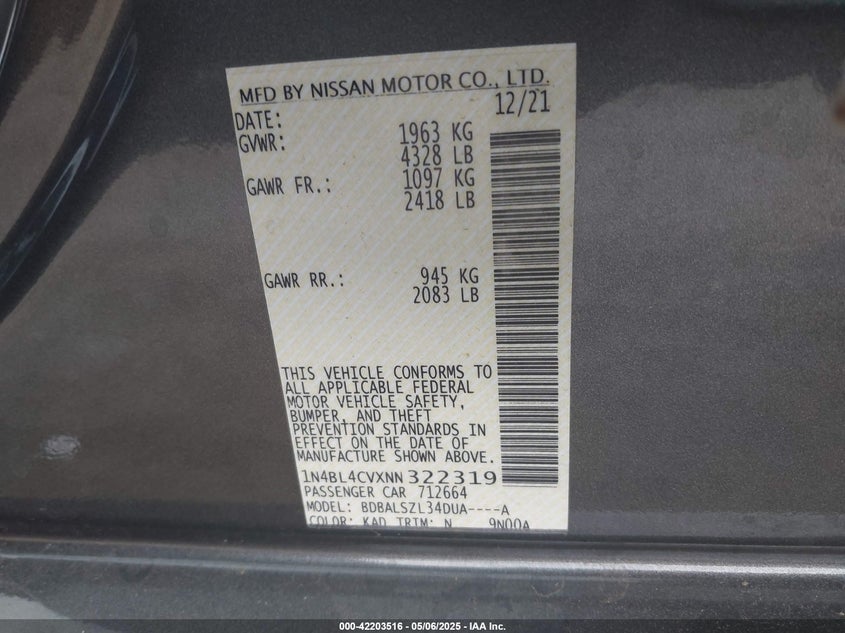 MFD BY NISSAN MOTOR CO., LTD.
DATE: 12/21
GVWR: 1963 KG
4328 LB
GAWR FR.: 1097 KG
2418 LB
GAWR RR.: 945 KG
2083 LB
THIS VEHICLE CONFORMS TO
ALL APPLICABLE FEDERAL
MOTOR VEHICLE SAFETY,
BUMPER, AND THEFT
PREVENTION STANDARDS IN
EFFECT ON THE DATE OF
MANUFACTURE SHOWN ABOVE.
1N4BL4CVXNN322319
PASSENGER CAR 712664
MODEL: BDBALSZL34DUA----A
COLOR: KAD TRIM: N 9N00A
000-42203516 - 05/06/2025 - IAA Inc.